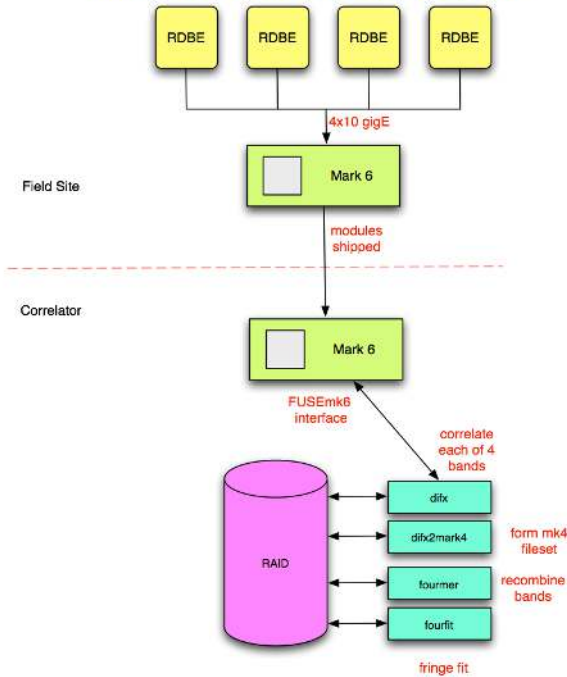 RDBE RDBE RDBE RDBE
4x10 gigE
Mark 6
Field Site
modules
shipped
Correlator
Mark 6
FUSEmk6
interface
correlate
each of 4
bands
difx
difx2mark4
form mk4
fileset
RAID
fourmer
recombine
bands
fourfit
fringe fit